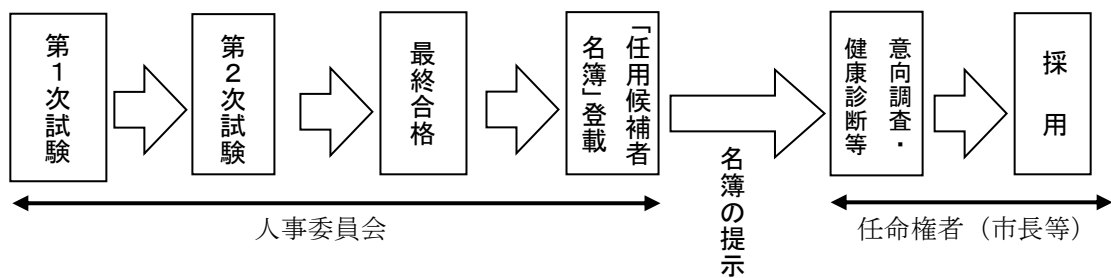 第１次試験
第２次試験
最終合格
「任用候補者
名簿」登載
名簿の提示
意向調査・
健康診断等
採用
人事委員会
任命権者（市長等）